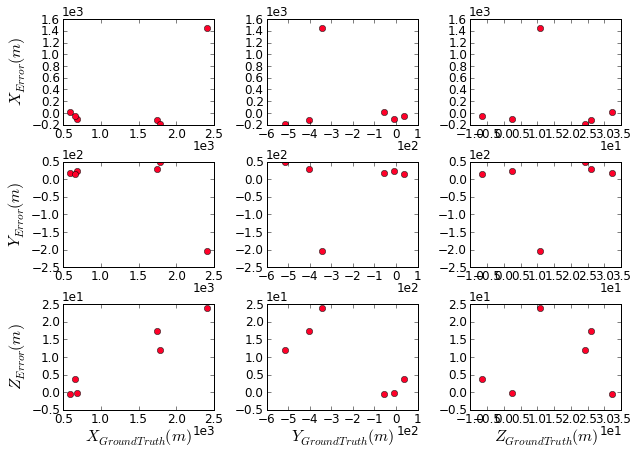 1e3 1e3 1e3
1.6 1.6 1.6
1.4 1.4 1.4
1.2 1.2 1.2
1.0 1.0 1.0
0.8 0.8 0.8
0.6 0.6 0.6
0.4 0.4 0.4
0.2 0.2 0.2
0.0 0.0 0.0
−0.2 −0.2 −0.2
X_{Error}(m)
0.5 1.0 1.5 2.0 2.5 −6 −5 −4 −3 −2 −1 0 1 −1.0 −0.5 0.0 0.5 1.0 1.5 2.0 2.5 3.0 3.5
1e3 1e2 1e1
1e2 1e2 1e2
0.5 0.5 0.5
0.0 0.0 0.0
−0.5 −0.5 −0.5
−1.0 −1.0 −1.0
−1.5 −1.5 −1.5
−2.0 −2.0 −2.0
−2.5 −2.5 −2.5
Y_{Error}(m)
0.5 1.0 1.5 2.0 2.5 −6 −5 −4 −3 −2 −1 0 1 −1.0 −0.5 0.0 0.5 1.0 1.5 2.0 2.5 3.0 3.5
1e3 1e2 1e1
1e1 1e1 1e1
2.5 2.5 2.5
2.0 2.0 2.0
1.5 1.5 1.5
1.0 1.0 1.0
0.5 0.5 0.5
0.0 0.0 0.0
−0.5 −0.5 −0.5
Z_{Error}(m)
0.5 1.0 1.5 2.0 2.5 −6 −5 −4 −3 −2 −1 0 1 −1.0 −0.5 0.0 0.5 1.0 1.5 2.0 2.5 3.0 3.5
1e3 1e2 1e1
X_{GroundTruth}(m) Y_{GroundTruth}(m) Z_{GroundTruth}(m)